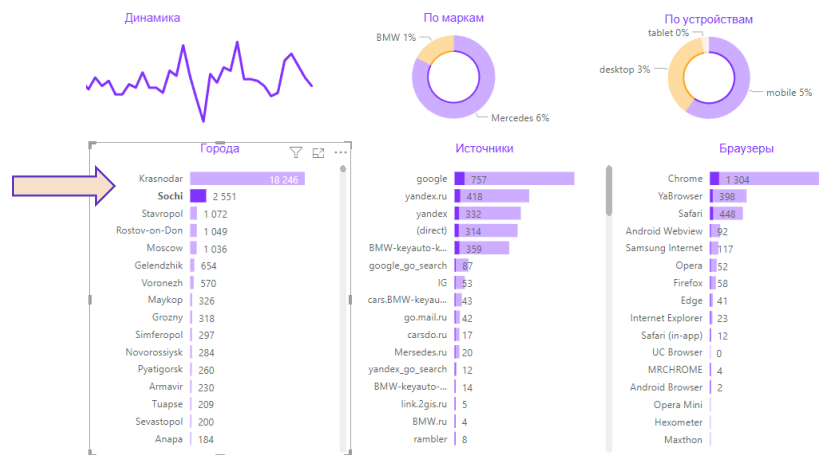 Динамика
По маркам
BMW 1%
Mercedes 6%
По устройствам
tablet 0%
desktop 3%
mobile 5%
Города
Krasnodar 18 246
Sochi 2 551
Stavropol 1 072
Rostov-on-Don 1 049
Moscow 1 036
Gelendzhik 654
Voronezh 570
Maykop 326
Grozny 318
Simferopol 297
Novorossiysk 284
Pyatigorsk 260
Armavir 230
Tuapse 209
Sevastopol 200
Anapa 184
Источники
google 757
yandex.ru 418
yandex 332
(direct) 314
BMW-keyauto-k... 359
google_go_search 87
IG 53
cars.BMW-keyau... 43
go.mail.ru 42
carsdo.ru 17
Mersedes.ru 20
yandex_go_search 12
BMW-keyauto-... 14
link.2gis.ru 5
BMW.ru 4
rambler 8
Браузеры
Chrome 1 304
YaBrowser 398
Safari 448
Android Webview 92
Samsung Internet 117
Opera 52
Firefox 58
Edge 41
Internet Explorer 23
Safari (in-app) 12
UC Browser 0
MRCHROME 4
Android Browser 2
Opera Mini
Hexometer
Maxthon